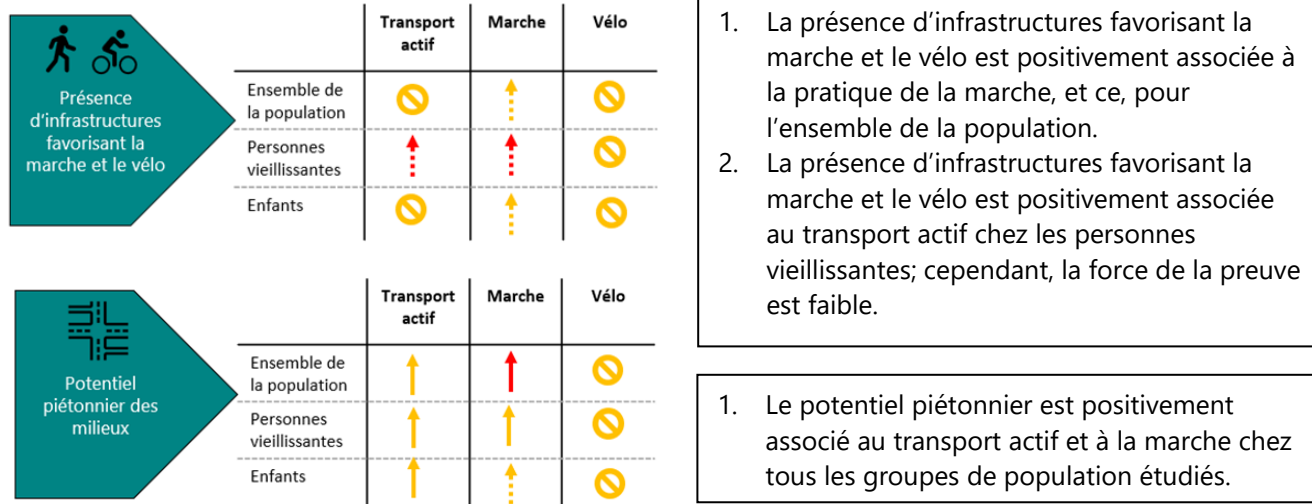 Présence
d'infrastructures
favorisant la
marche et le vélo
Transport
actif
Marche
Vélo
Ensemble de
la population
Personnes
vieillissantes
Enfants
1. La présence d'infrastructures favorisant la
marche et le vélo est positivement associée à
la pratique de la marche, et ce, pour
l'ensemble de la population.
2. La présence d'infrastructures favorisant la
marche et le vélo est positivement associée
au transport actif chez les personnes
vieillissantes; cependant, la force de la preuve
est faible.
Potentiel
piétonnier des
milieux
Transport
actif
Marche
Vélo
Ensemble de
la population
Personnes
vieillissantes
Enfants
1. Le potentiel piétonnier est positivement
associé au transport actif et à la marche chez
tous les groupes de population étudiés.